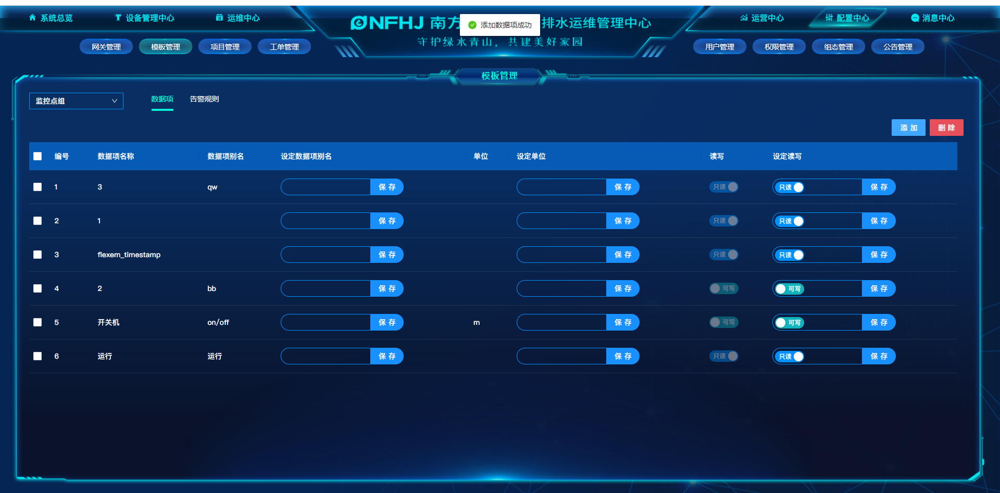 系统总览 设备管理中心 运维中心
NFHJ 南方 排水运维管理中心
添加数据项成功
运营中心 配置中心 消息中心
守护绿水青山，共建美好家园
网关管理 模板管理 项目管理 工单管理
用户管理 权限管理 组态管理 公告管理
模板管理
监控点组 数据项 告警规则
添加 删除
编号 数据项名称 数据项别名 设定数据项别名 单位 设定单位 读写 设定读写
1 3 qw 保存 保存 只读 只读 保存
2 1 保存 保存 只读 只读 保存
3 flexem_timestamp 保存 保存 只读 只读 保存
4 2 bb 保存 保存 可写 可写 保存
5 开关机 on/off 保存 m 保存 可写 可写 保存
6 运行 运行 保存 保存 只读 只读 保存